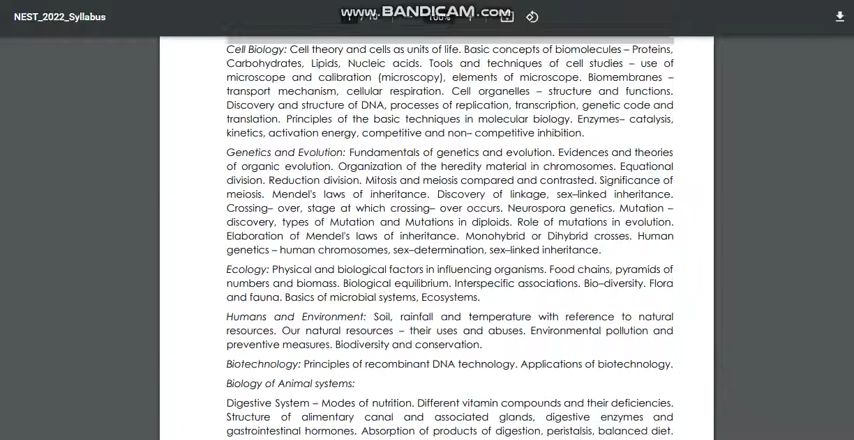 www.BANDICAM.com
NEST_2022_Syllabus
Cell Biology: Cell theory and cells as units of life. Basic concepts of biomolecules – Proteins,
Carbohydrates, Lipids, Nucleic acids. Tools and techniques of cell studies – use of
microscope and calibration (microscopy), elements of microscope. Biomembranes –
transport mechanism, cellular respiration. Cell organelles – structure and functions.
Discovery and structure of DNA, processes of replication, transcription, genetic code and
translation. Principles of the basic techniques in molecular biology. Enzymes– catalysis,
kinetics, activation energy, competitive and non– competitive inhibition.
Genetics and Evolution: Fundamentals of genetics and evolution. Evidences and theories
of organic evolution. Organization of the heredity material in chromosomes. Equational
division. Reduction division. Mitosis and meiosis compared and contrasted. Significance of
meiosis. Mendel's laws of inheritance. Discovery of linkage, sex–linked inheritance.
Crossing– over, stage at which crossing– over occurs. Neurospora genetics. Mutation –
discovery, types of Mutation and Mutations in diploids. Role of mutations in evolution.
Elaboration of Mendel's laws of inheritance. Monohybrid or Dihybrid crosses. Human
genetics – human chromosomes, sex–determination, sex–linked inheritance.
Ecology: Physical and biological factors in influencing organisms. Food chains, pyramids of
numbers and biomass. Biological equilibrium. Interspecific associations. Bio–diversity. Flora
and fauna. Basics of microbial systems, Ecosystems.
Humans and Environment: Soil, rainfall and temperature with reference to natural
resources. Our natural resources – their uses and abuses. Environmental pollution and
preventive measures. Biodiversity and conservation.
Biotechnology: Principles of recombinant DNA technology. Applications of biotechnology.
Biology of Animal systems:
Digestive System – Modes of nutrition. Different vitamin compounds and their deficiencies.
Structure of alimentary canal and associated glands, digestive enzymes and
gastrointestinal hormones. Absorption of products of digestion, peristalsis, balanced diet.